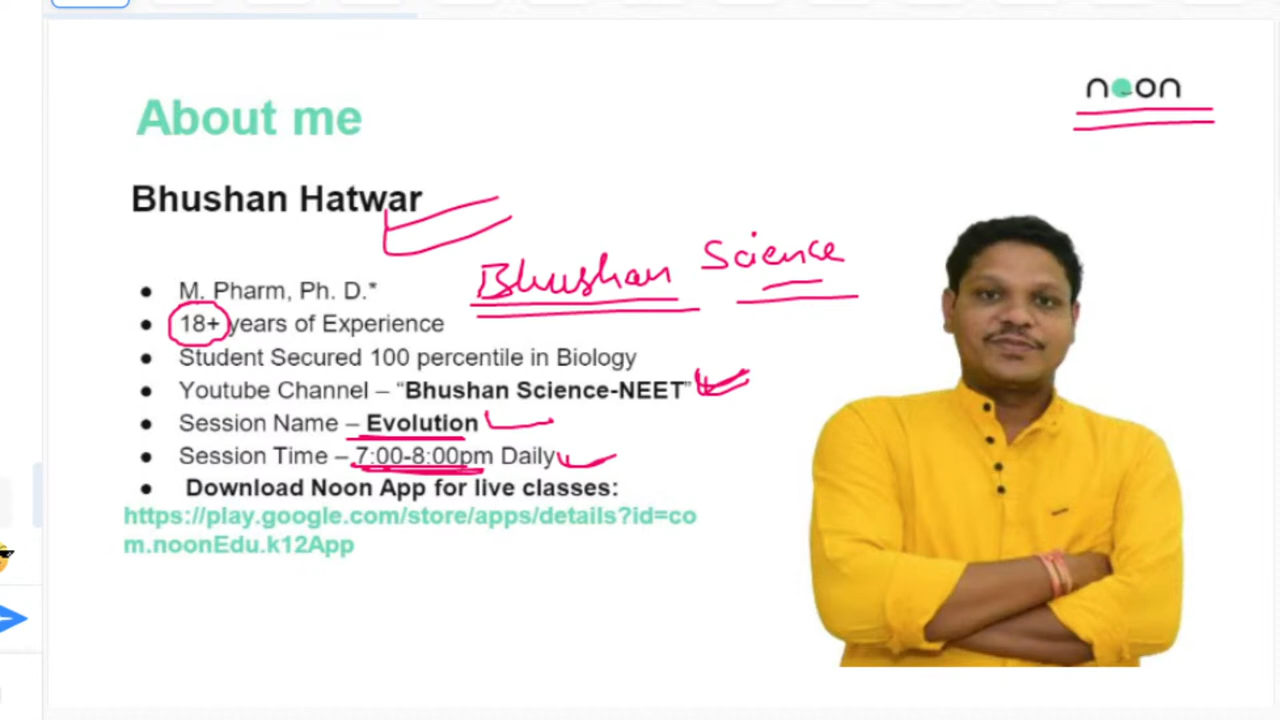 noon
About me
Bhushan Hatwar
Bhushan Science
M. Pharm, Ph. D.*
18+ years of Experience
Student Secured 100 percentile in Biology
Youtube Channel – “Bhushan Science-NEET”
Session Name – Evolution
Session Time – 7:00-8:00pm Daily
Download Noon App for live classes:
https://play.google.com/store/apps/details?id=co
m.noonEdu.k12App